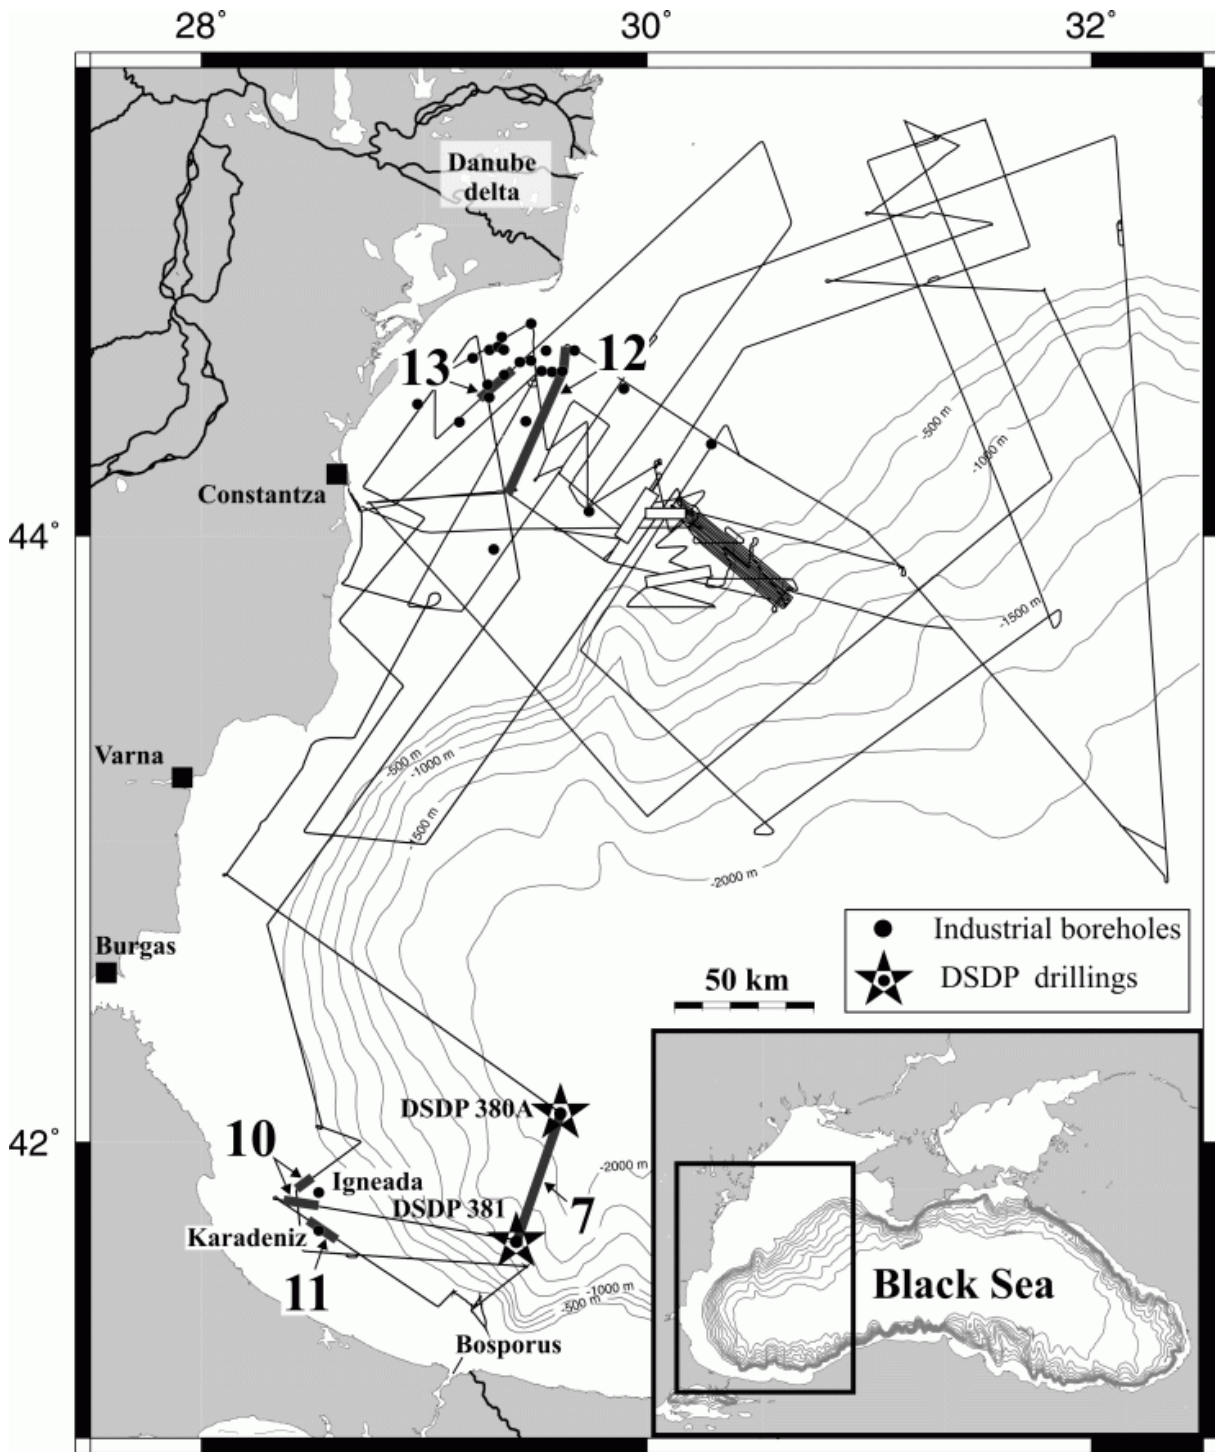 28°
30°
32°
Danube
delta
13
12
-500 m
-1000 m
Constantza
44°
-1500 m
Varna
-500 m
-1000 m
-1500 m
-2000 m
Burgas
Industrial boreholes
DSDP drillings
50 km
DSDP 380A
42°
10
-2000 m
Igneada
DSDP 381
7
Karadeniz
11
-1000 m
-500 m
Bosporus
Black Sea